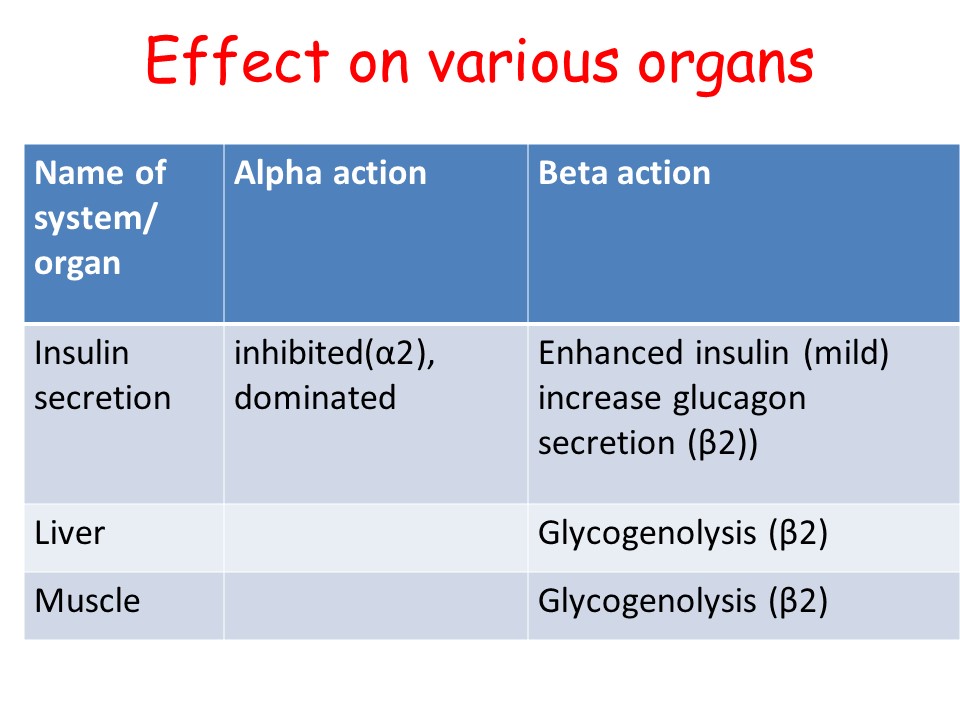 Effect on various organs
Name of
system/
organ
Alpha action
Beta action
Insulin
secretion
inhibited(α2),
dominated
Enhanced insulin (mild)
increase glucagon
secretion (β2))
Liver
Glycogenolysis (β2)
Muscle
Glycogenolysis (β2)